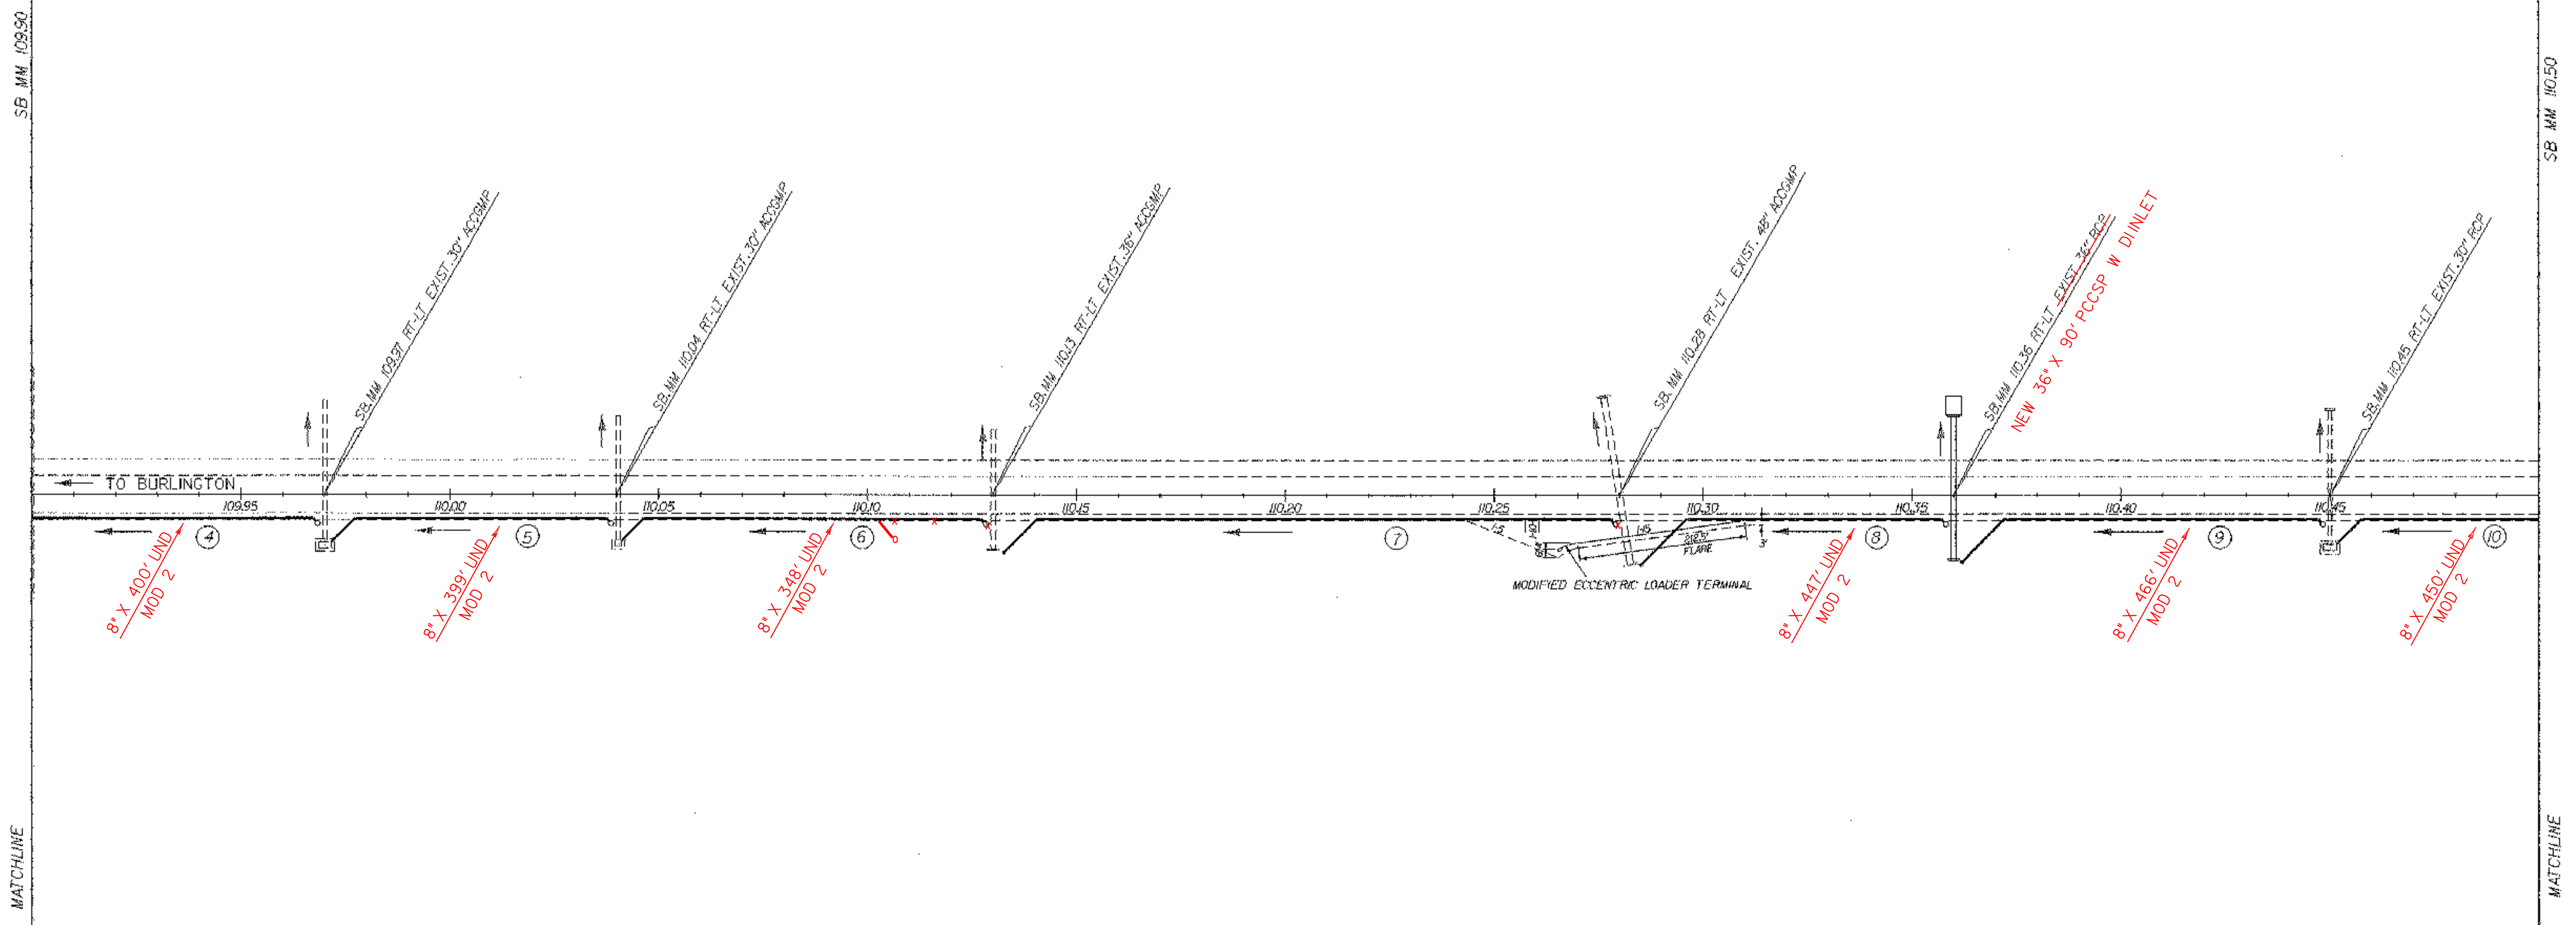 SB MM 109.90
SB MM 110.50
SB.MM 109.97 RT-LT EXIST.30" ACCGMP
SB.MM 110.04 RT-LT EXIST.30" ACCGMP
SB.MM 110.13 RT-LT EXIST.36" ACCGMP
SB. MM 110.28 RT-LT EXIST. 48" ACCGMP
SB.MM 110.36 RT-LT EXIST 36" RCP
NEW 36" X 90' PCCSP W DI INLET
SB.MM 110.45 RT-LT EXIST.30" RCP
TO BURLINGTON
109.95
110.00
110.05
110.10
110.15
110.20
110.25
110.30
110.35
110.40
110.45
4
5
6
7
8
9
10
1:15
212.5'
FLARE
3'
MODIFIED ECCENTRIC LOADER TERMINAL
8" X 400' UND
MOD 2
8" X 399' UND
MOD 2
8" X 348' UND
MOD 2
8" X 447' UND
MOD 2
8" X 466' UND
MOD 2
8" X 450' UND
MOD 2
MATCHLINE
MATCHLINE